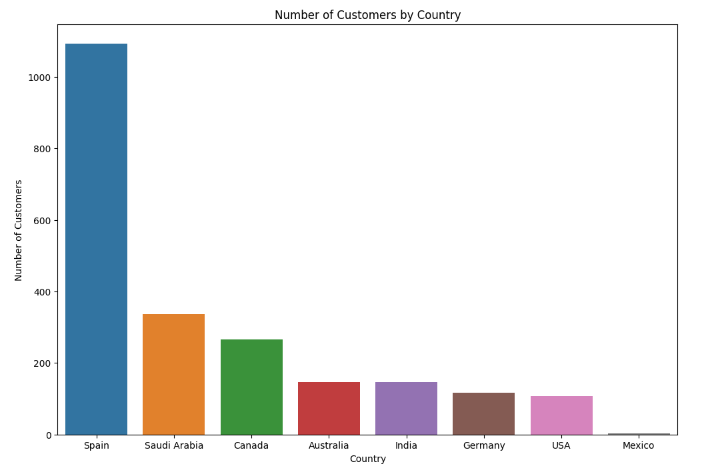 Number of Customers by Country
Number of Customers
1000
800
600
400
200
0
Spain Saudi Arabia Canada Australia India Germany USA Mexico
Country